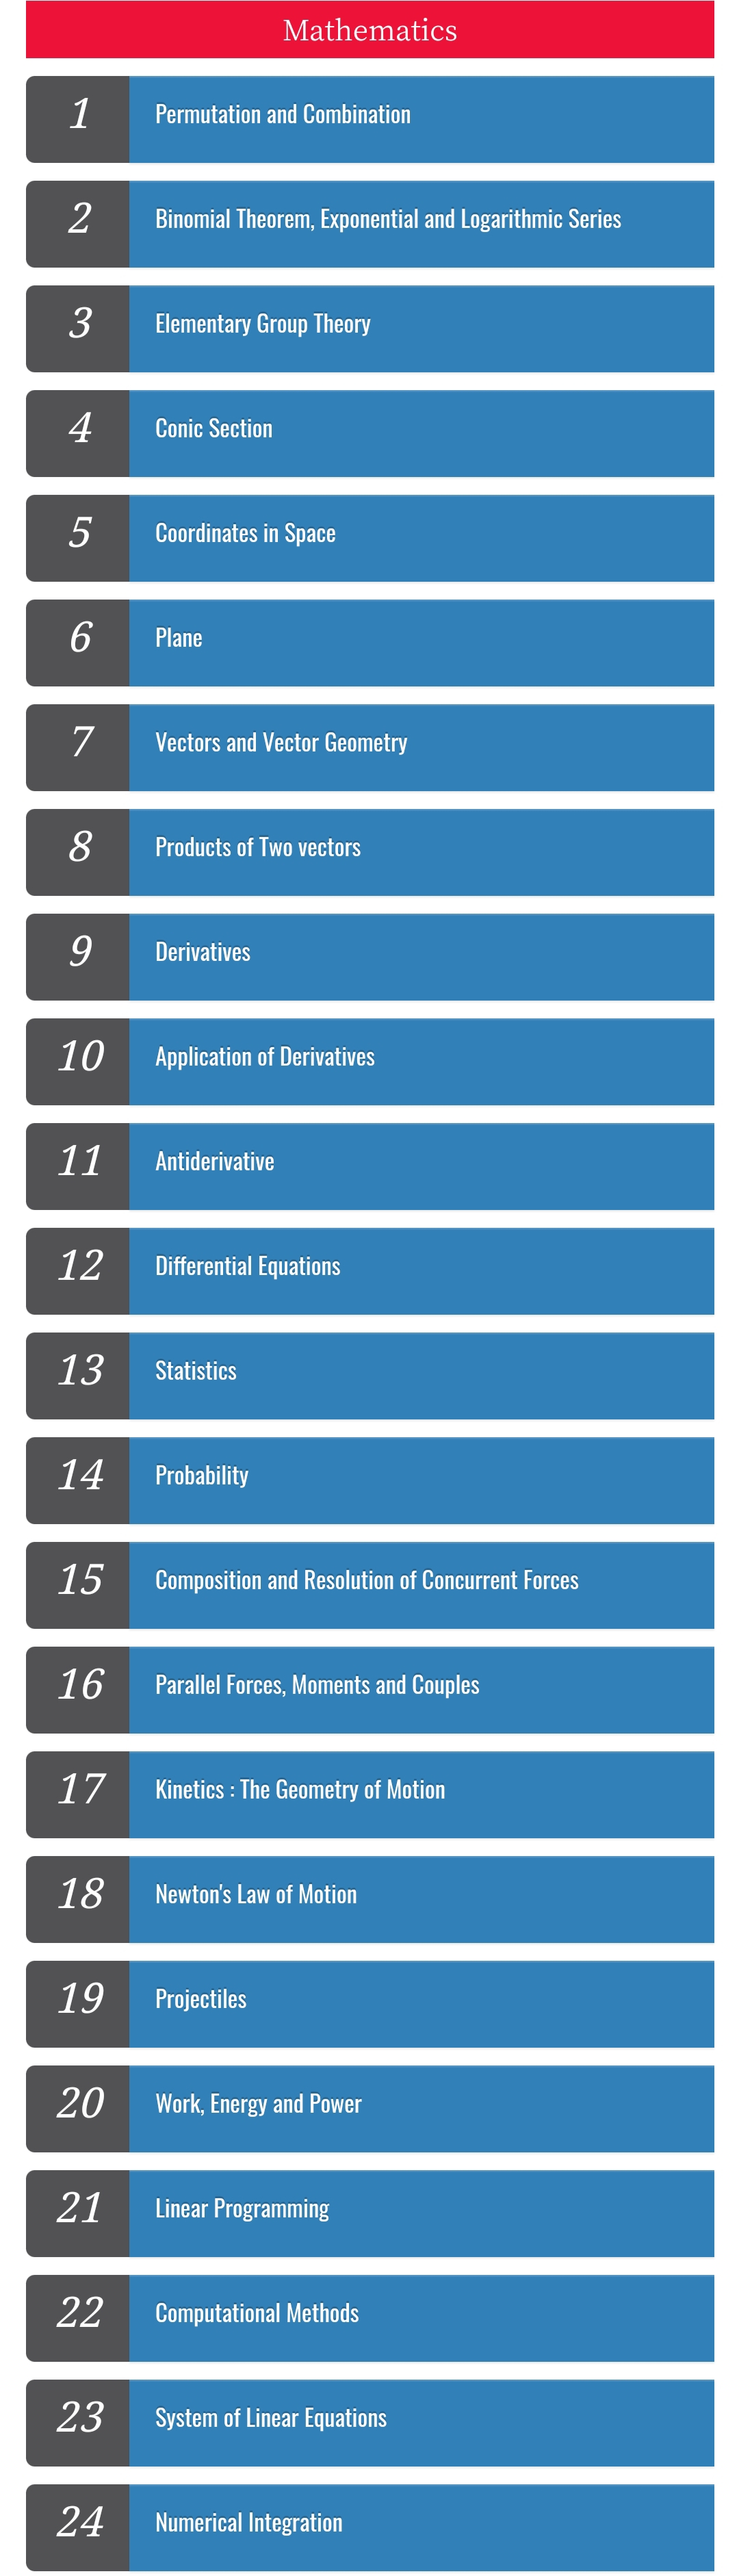 Mathematics
1 Permutation and Combination
2 Binomial Theorem, Exponential and Logarithmic Series
3 Elementary Group Theory
4 Conic Section
5 Coordinates in Space
6 Plane
7 Vectors and Vector Geometry
8 Products of Two vectors
9 Derivatives
10 Application of Derivatives
11 Antiderivative
12 Differential Equations
13 Statistics
14 Probability
15 Composition and Resolution of Concurrent Forces
16 Parallel Forces, Moments and Couples
17 Kinetics : The Geometry of Motion
18 Newton's Law of Motion
19 Projectiles
20 Work, Energy and Power
21 Linear Programming
22 Computational Methods
23 System of Linear Equations
24 Numerical Integration